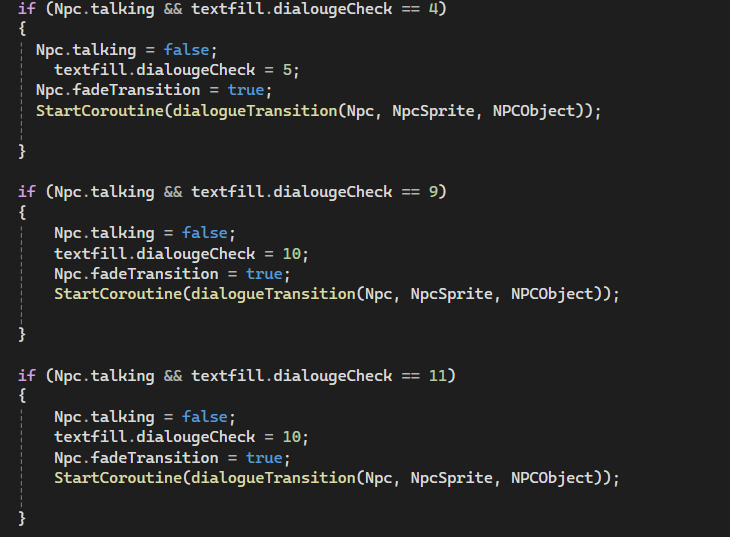 if (Npc.talking && textfill.dialougeCheck == 4)
{
Npc.talking = false;
textfill.dialougeCheck = 5;
Npc.fadeTransition = true;
StartCoroutine(dialogueTransition(Npc, NpcSprite, NPCObject));
}
if (Npc.talking && textfill.dialougeCheck == 9)
{
Npc.talking = false;
textfill.dialougeCheck = 10;
Npc.fadeTransition = true;
StartCoroutine(dialogueTransition(Npc, NpcSprite, NPCObject));
}
if (Npc.talking && textfill.dialougeCheck == 11)
{
Npc.talking = false;
textfill.dialougeCheck = 10;
Npc.fadeTransition = true;
StartCoroutine(dialogueTransition(Npc, NpcSprite, NPCObject));
}